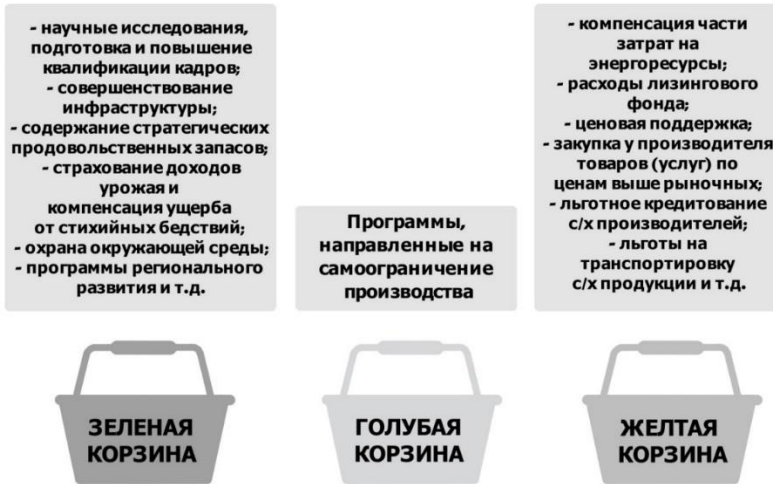 - научные исследования,
подготовка и повышение
квалификации кадров;
- совершенствование
инфраструктуры;
- содержание стратегических
продовольственных запасов;
- страхование доходов
урожая и
компенсация ущерба
от стихийных бедствий;
- охрана окружающей среды;
- программы регионального
развития и т.д.
Программы,
направленные на
самоограничение
производства
- компенсация части
затрат на
энергоресурсы;
- расходы лизингового
фонда;
- ценовая поддержка;
- закупка у производителя
товаров (услуг) по
ценам выше рыночных;
- льготное кредитование
с/х производителей;
- льготы на
транспортировку
с/х продукции и т.д.
ЗЕЛЕНАЯ
КОРЗИНА
ГОЛУБАЯ
КОРЗИНА
ЖЕЛТАЯ
КОРЗИНА